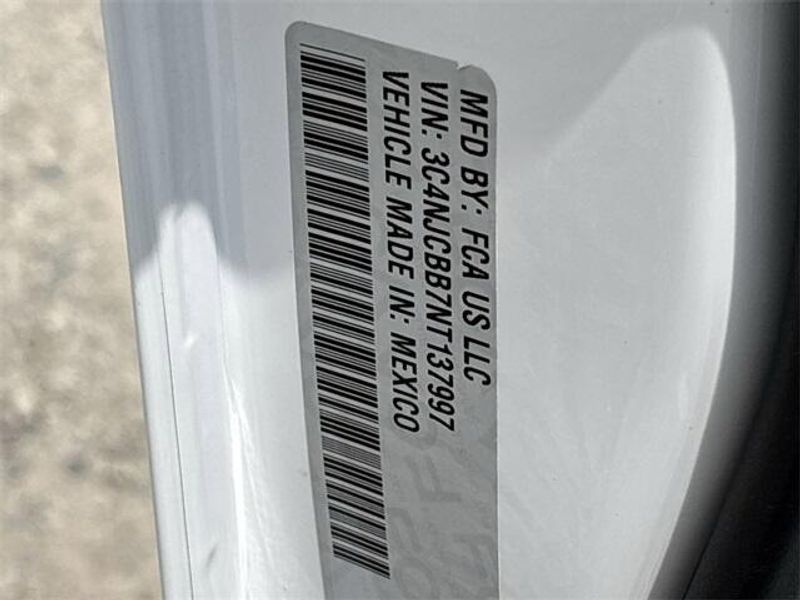 MFD BY: FCA US LLC
VIN: 3C4NJCBB7NT137997
VEHICLE MADE IN: MEXICO